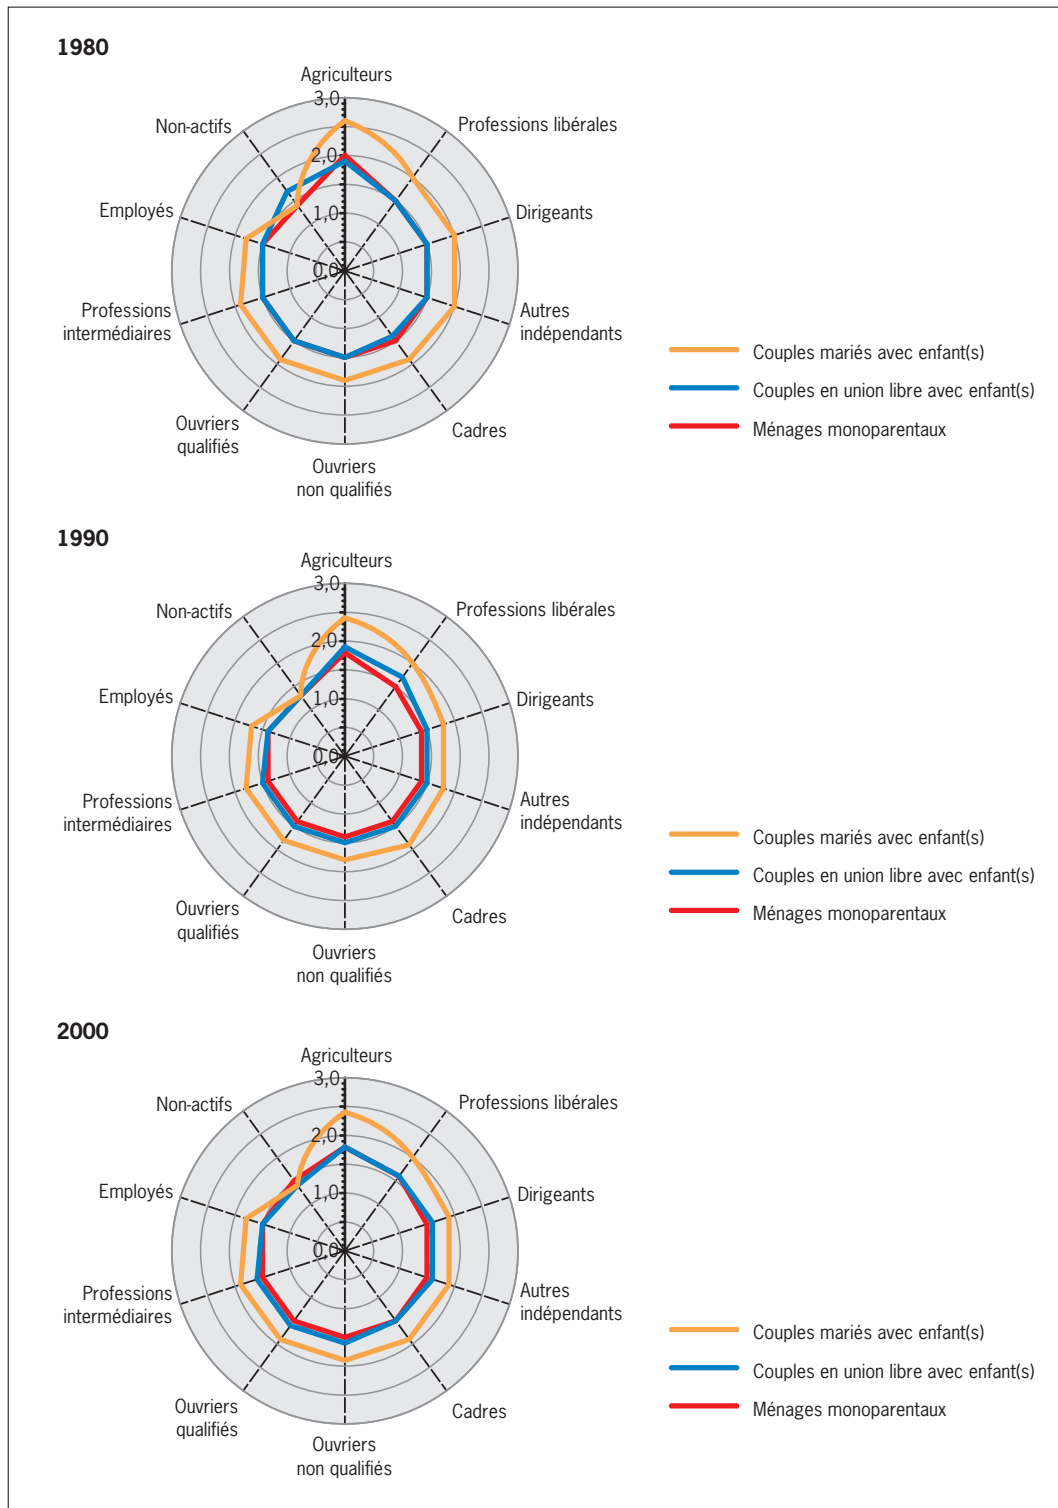 1980
Agriculteurs
3,0
Professions libérales
Non-actifs
2,0
Employés
1,0
Dirigeants
0,0
Professions
intermédiaires
Autres
indépendants
Ouvriers
qualifiés
Cadres
Ouvriers
non qualifiés
Couples mariés avec enfant(s)
Couples en union libre avec enfant(s)
Ménages monoparentaux
1990
Agriculteurs
3,0
Professions libérales
Non-actifs
2,0
Employés
1,0
Dirigeants
0,0
Professions
intermédiaires
Autres
indépendants
Ouvriers
qualifiés
Cadres
Ouvriers
non qualifiés
Couples mariés avec enfant(s)
Couples en union libre avec enfant(s)
Ménages monoparentaux
2000
Agriculteurs
3,0
Professions libérales
Non-actifs
2,0
Employés
1,0
Dirigeants
0,0
Professions
intermédiaires
Autres
indépendants
Ouvriers
qualifiés
Cadres
Ouvriers
non qualifiés
Couples mariés avec enfant(s)
Couples en union libre avec enfant(s)
Ménages monoparentaux